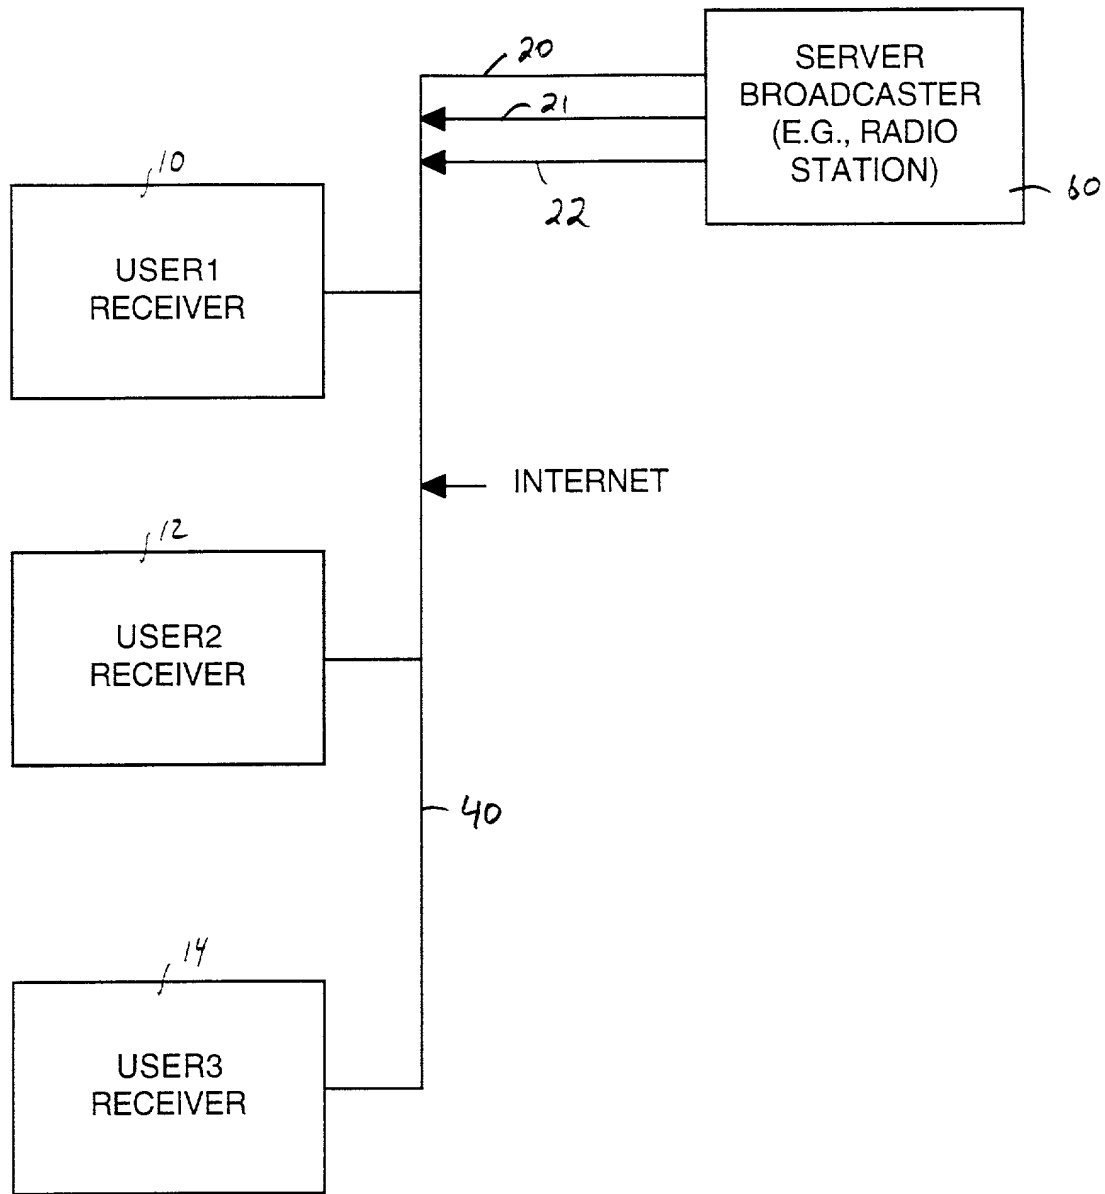 20
SERVER
BROADCASTER
(E.G., RADIO
STATION)
21
22
60
10
USER1
RECEIVER
INTERNET
12
USER2
RECEIVER
40
14
USER3
RECEIVER